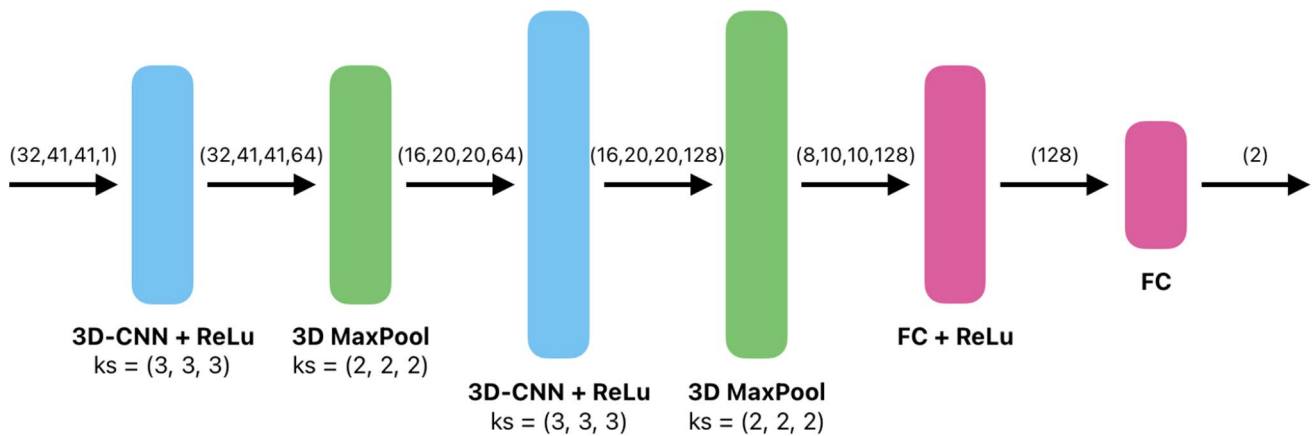 (32,41,41,1)
(32,41,41,64)
(16,20,20,64)
(16,20,20,128)
(8,10,10,128)
(128)
(2)
3D-CNN + ReLu
ks = (3, 3, 3)
3D MaxPool
ks = (2, 2, 2)
3D-CNN + ReLu
ks = (3, 3, 3)
3D MaxPool
ks = (2, 2, 2)
FC + ReLu
FC